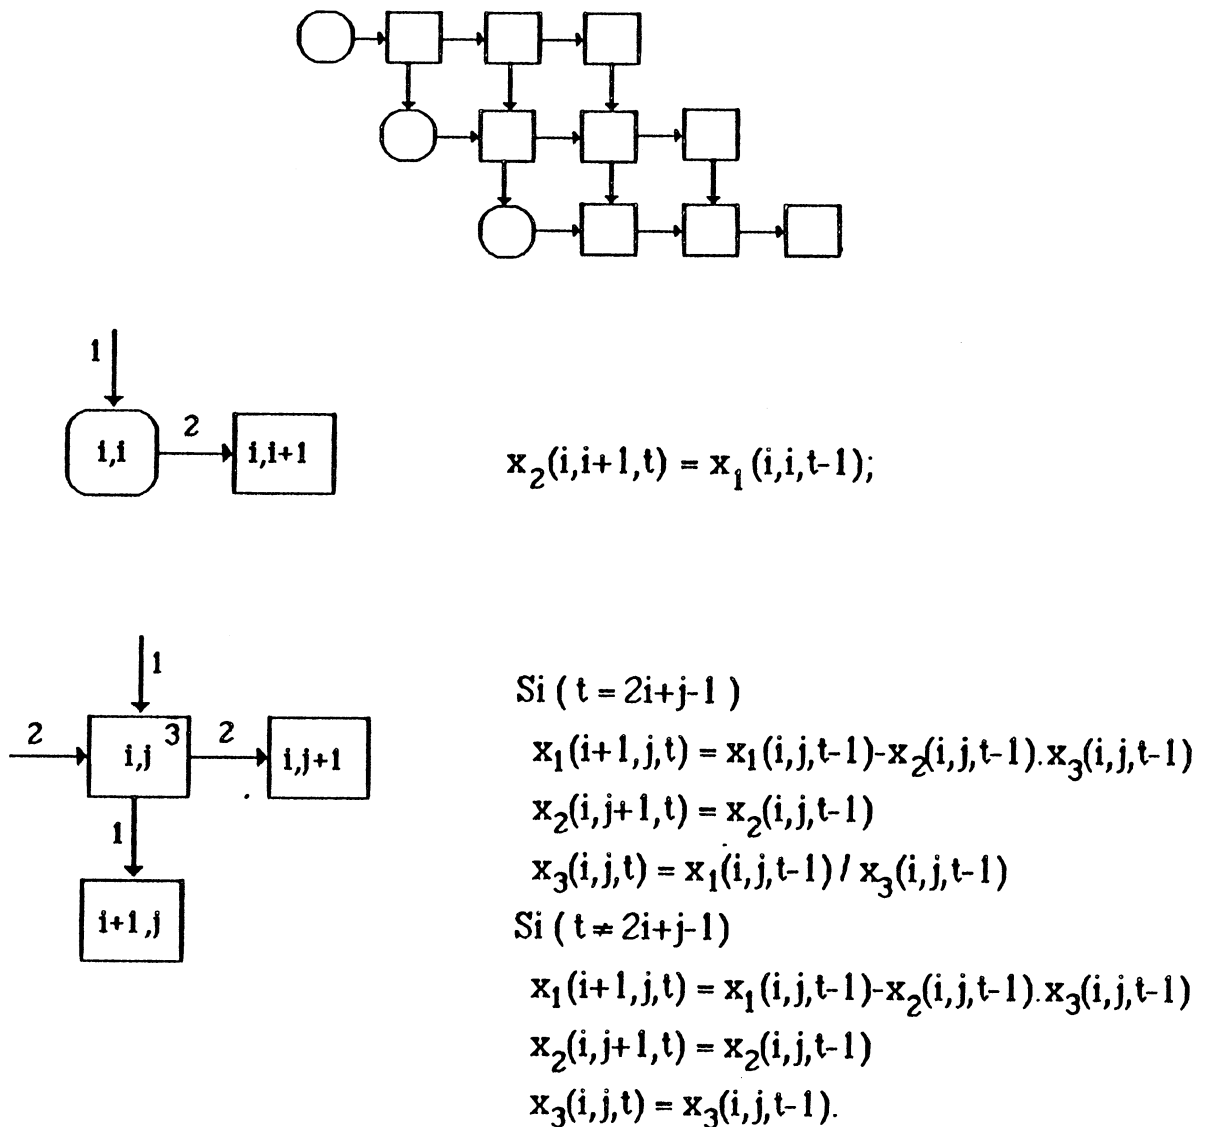 1
i,i
2
i,i+1
x₂(i,i+1,t) = x₁(i,i,t-1);
1
2
i,j
3
2
i,j+1
1
i+1,j
Si ( t = 2i+j-1 )
x₁(i+1,j,t) = x₁(i,j,t-1)-x₂(i,j,t-1).x₃(i,j,t-1)
x₂(i,j+1,t) = x₂(i,j,t-1)
x₃(i,j,t) = x₁(i,j,t-1) / x₃(i,j,t-1)
Si ( t ≠ 2i+j-1)
x₁(i+1,j,t) = x₁(i,j,t-1)-x₂(i,j,t-1).x₃(i,j,t-1)
x₂(i,j+1,t) = x₂(i,j,t-1)
x₃(i,j,t) = x₃(i,j,t-1).